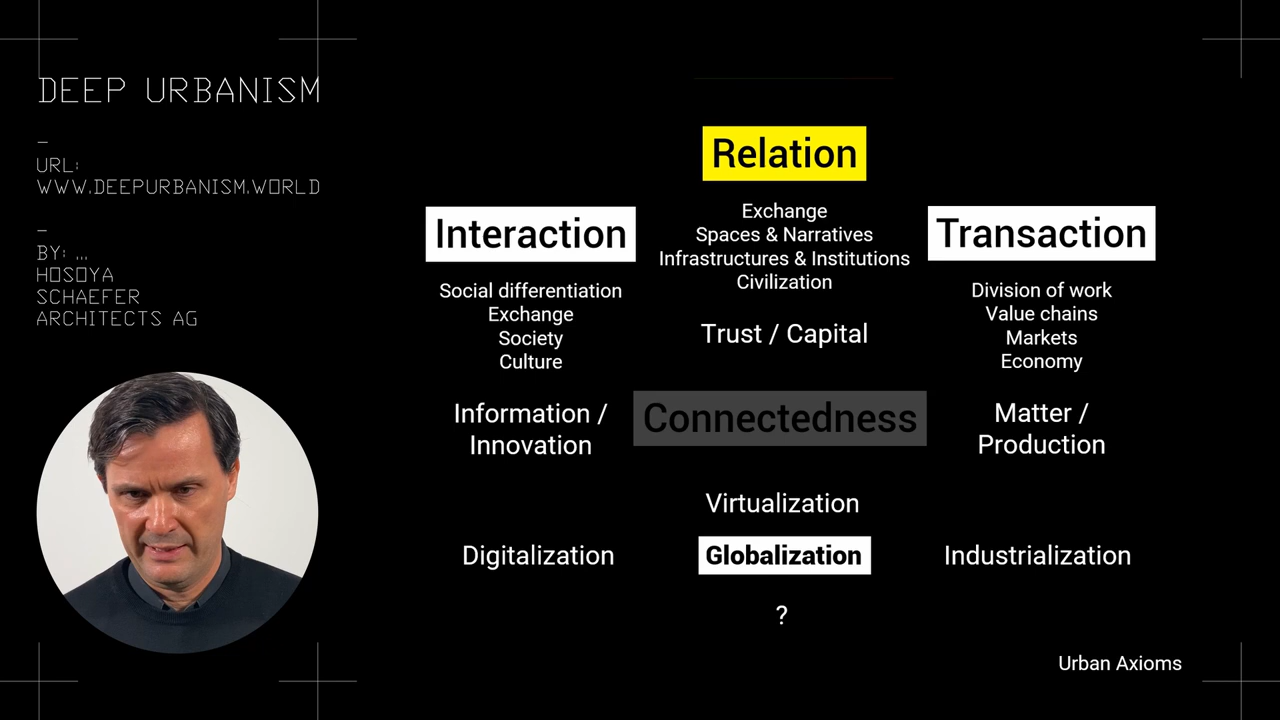 DEEP URBANISM
–
URL:
WWW.DEEPURBANISM.WORLD
–
BY: ...
HOSOYA
SCHAEFER
ARCHITECTS AG
Relation
Exchange
Spaces & Narratives
Infrastructures & Institutions
Civilization
Trust / Capital
Interaction
Social differentiation
Exchange
Society
Culture
Information /
Innovation
Transaction
Division of work
Value chains
Markets
Economy
Matter /
Production
Connectedness
Virtualization
Digitalization
Globalization
Industrialization
?
Urban Axioms